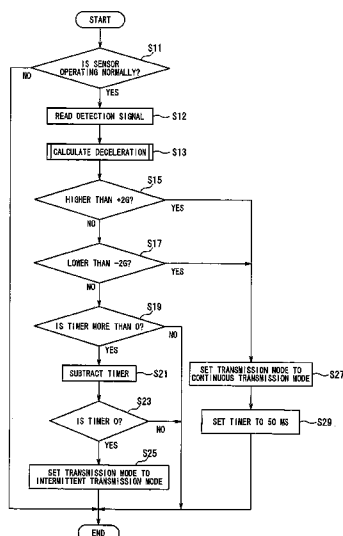 START
S11
IS SENSOR
OPERATING NORMALLY?
NO
YES
READ DETECTION SIGNAL
S12
CALCULATE DECELERATION
S13
S15
HIGHER THAN +2G?
YES
NO
S17
LOWER THAN -2G?
YES
NO
S19
IS TIMER MORE THAN 0?
NO
YES
SET TRANSMISSION MODE TO
CONTINUOUS TRANSMISSION MODE
S27
SUBTRACT TIMER
S21
S23
IS TIMER 0?
NO
YES
SET TIMER TO 50 MS
S29
S25
SET TRANSMISSION MODE TO
INTERMITTENT TRANSMISSION MODE
END